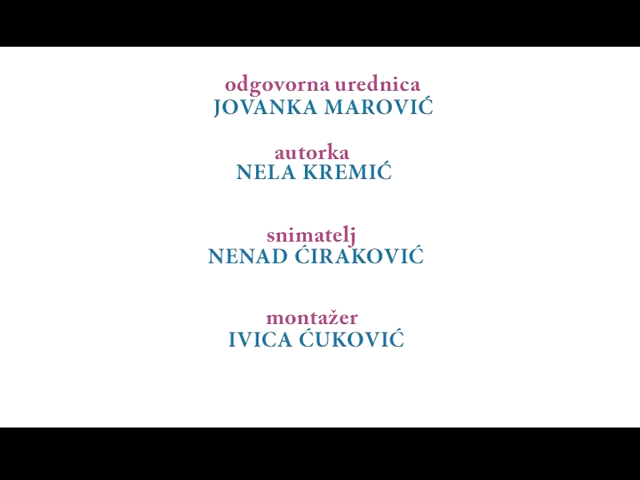 odgovorna urednica
JOVANKA MAROVIĆ
autorka
NELA KREMIĆ
snimatelj
NENAD ĆIRAKOVIĆ
montažer
IVICA ĆUKOVIĆ